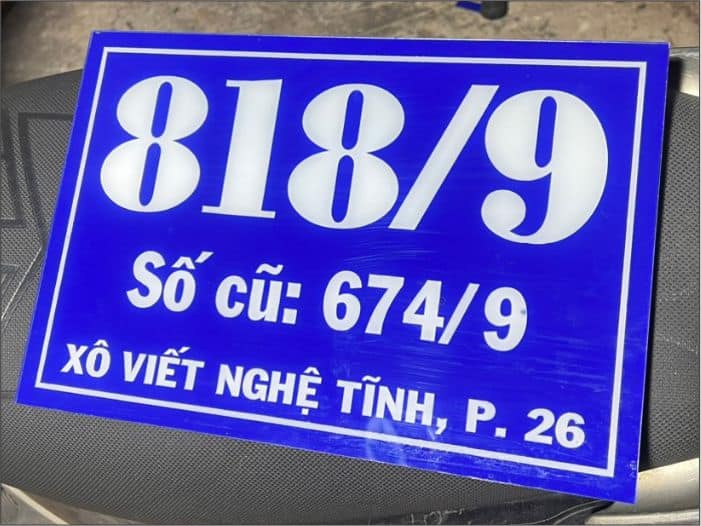 818/9
Số cũ: 674/9
XÔ VIẾT NGHỆ TĨNH, P. 26